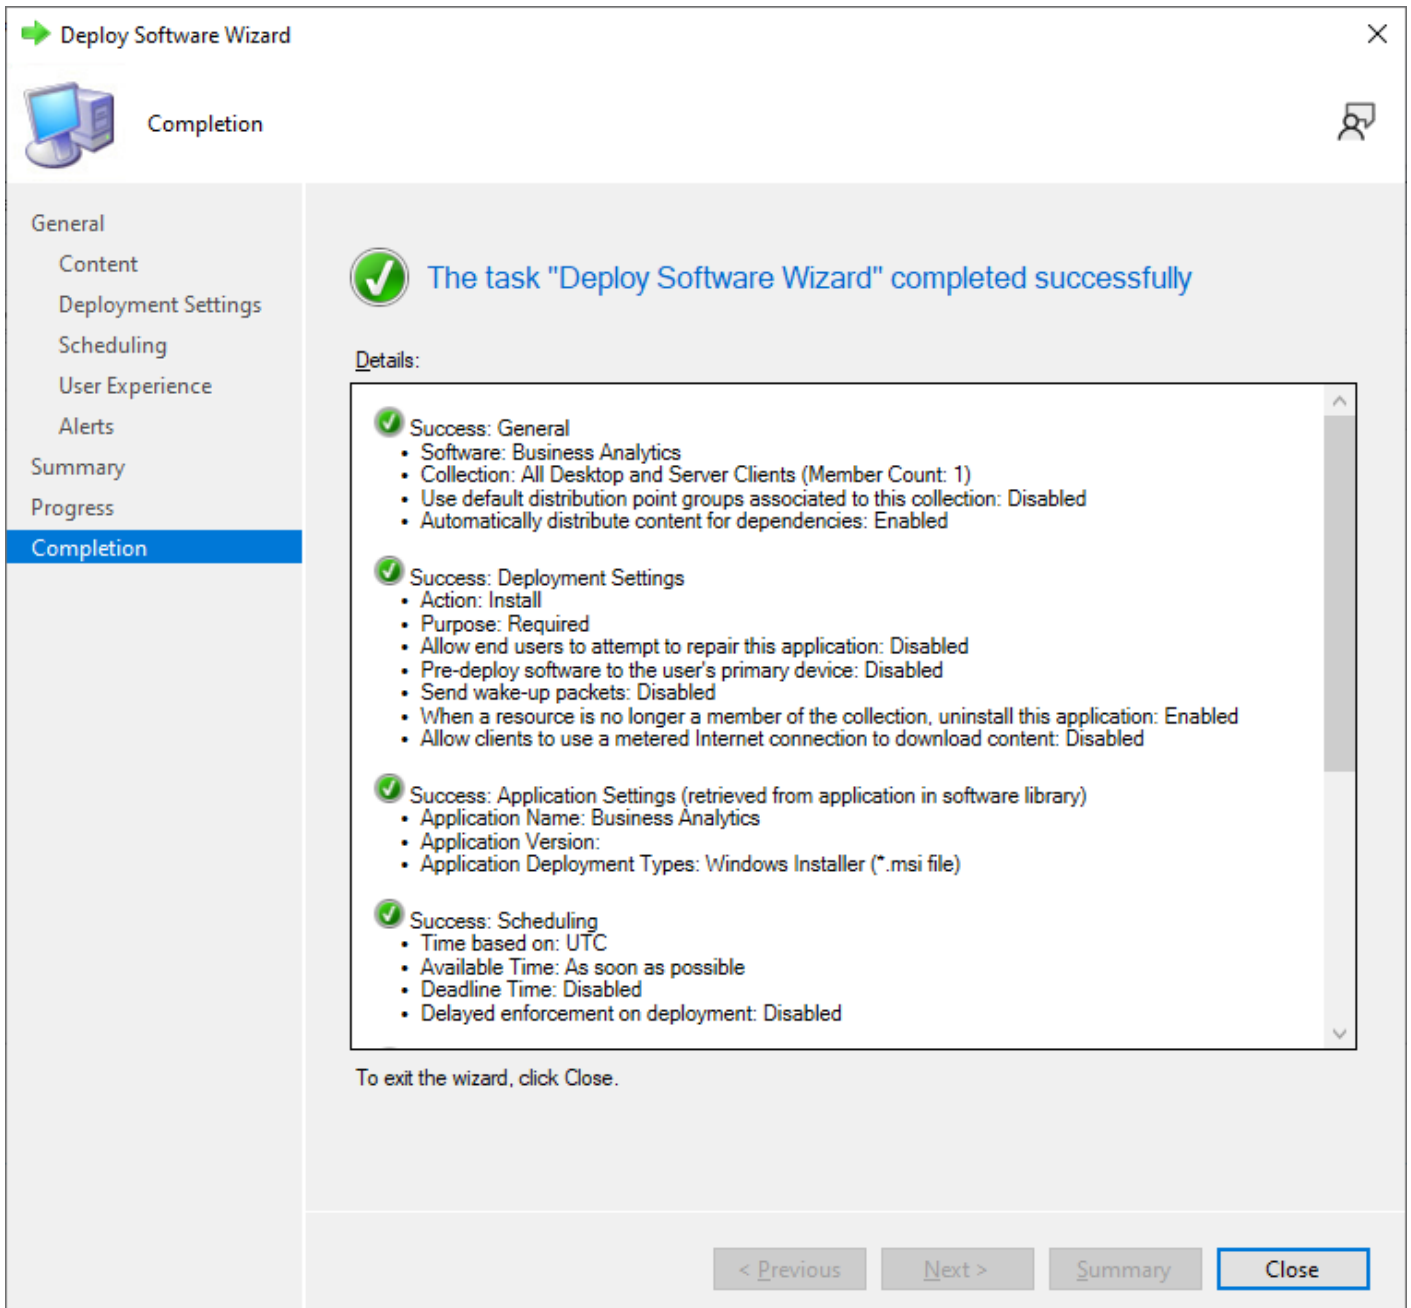 Deploy Software Wizard
Completion
General
Content
Deployment Settings
Scheduling
User Experience
Alerts
Summary
Progress
Completion
The task "Deploy Software Wizard" completed successfully
Details:
Success: General
• Software: Business Analytics
• Collection: All Desktop and Server Clients (Member Count: 1)
• Use default distribution point groups associated to this collection: Disabled
• Automatically distribute content for dependencies: Enabled
Success: Deployment Settings
• Action: Install
• Purpose: Required
• Allow end users to attempt to repair this application: Disabled
• Pre-deploy software to the user's primary device: Disabled
• Send wake-up packets: Disabled
• When a resource is no longer a member of the collection, uninstall this application: Enabled
• Allow clients to use a metered Internet connection to download content: Disabled
Success: Application Settings (retrieved from application in software library)
• Application Name: Business Analytics
• Application Version:
• Application Deployment Types: Windows Installer (*.msi file)
Success: Scheduling
• Time based on: UTC
• Available Time: As soon as possible
• Deadline Time: Disabled
• Delayed enforcement on deployment: Disabled
To exit the wizard, click Close.
< Previous
Next >
Summary
Close